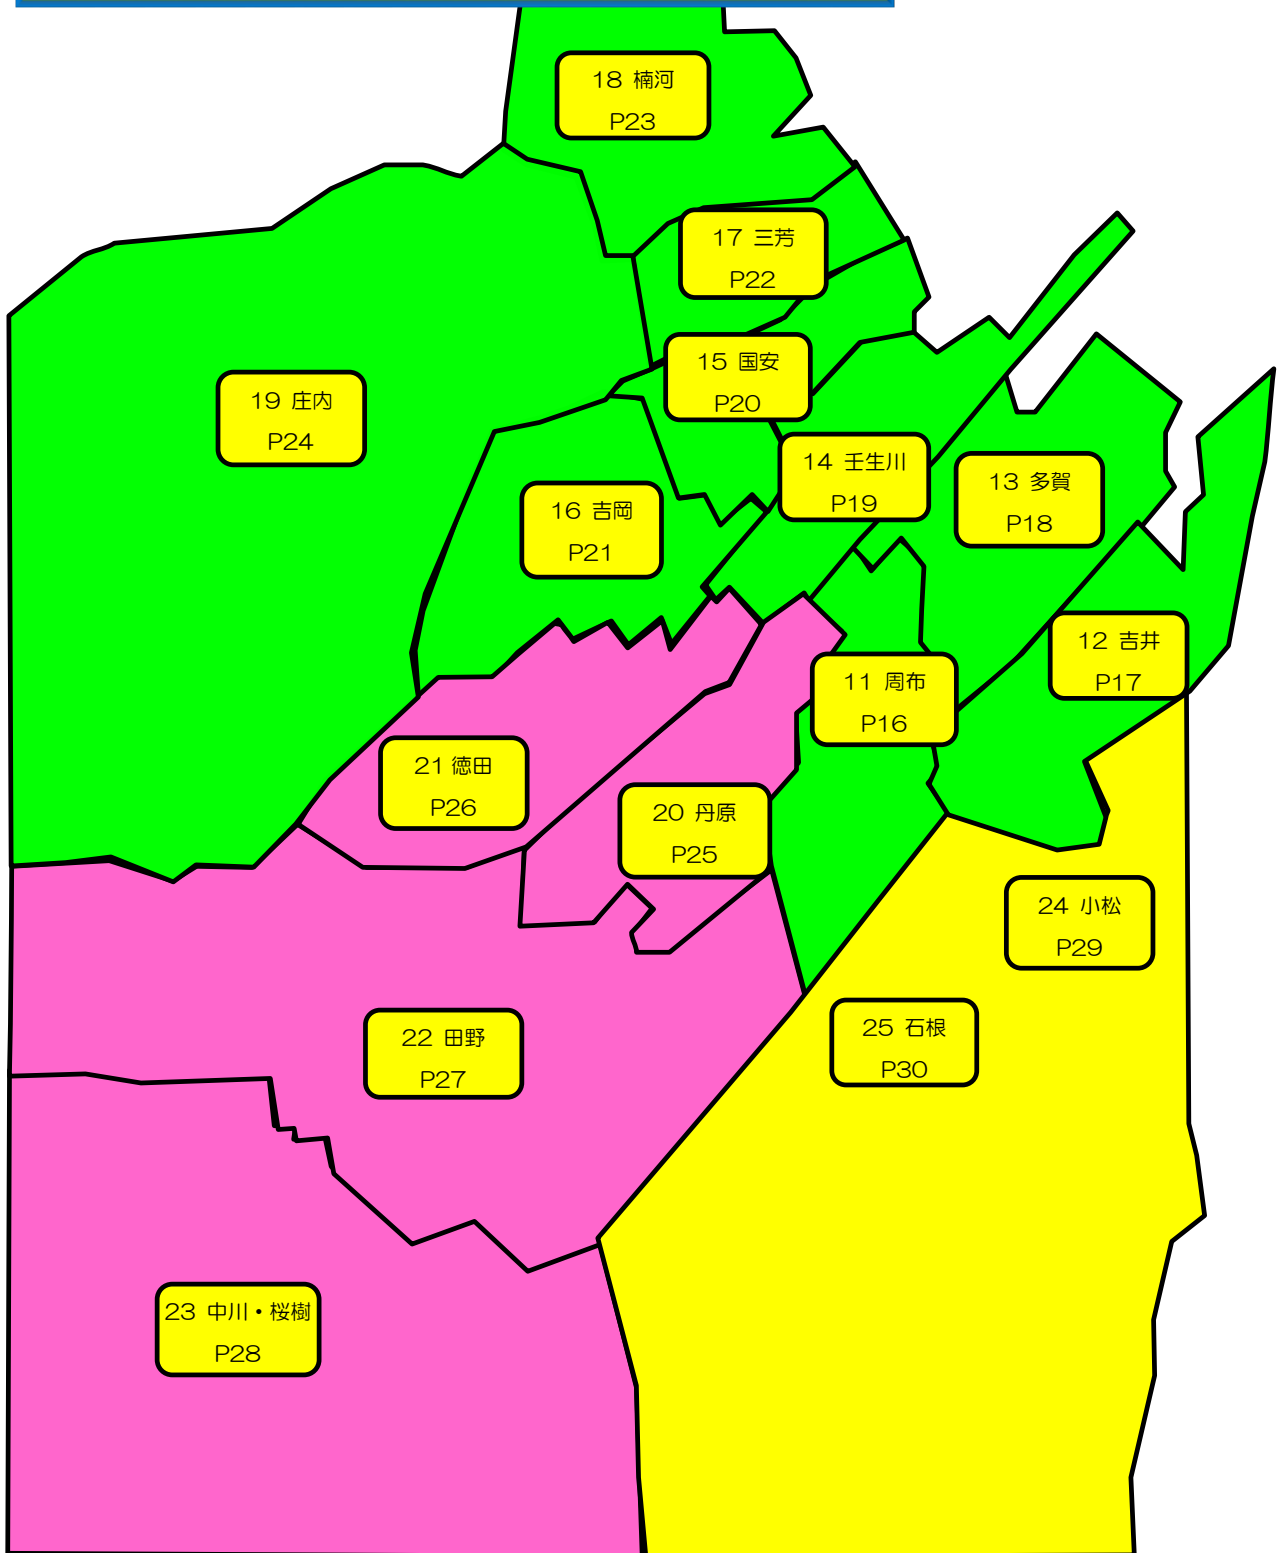 18 楠河
P23
17 三芳
P22
15 国安
P20
19 庄内
P24
14 壬生川
P19
13 多賀
P18
16 吉岡
P21
12 吉井
P17
11 周布
P16
21 徳田
P26
20 丹原
P25
24 小松
P29
25 石根
P30
22 田野
P27
23 中川・桜樹
P28